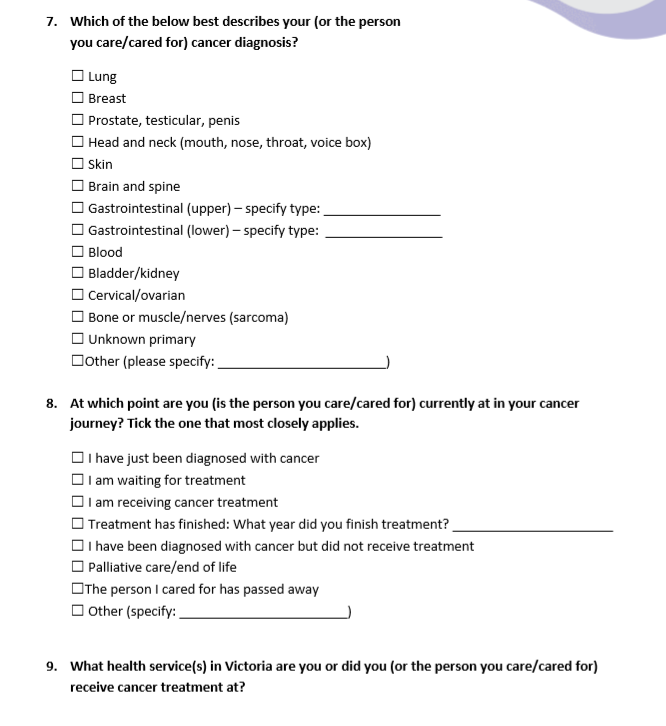 7. Which of the below best describes your (or the person
you care/cared for) cancer diagnosis?
☐ Lung
☐ Breast
☐ Prostate, testicular, penis
☐ Head and neck (mouth, nose, throat, voice box)
☐ Skin
☐ Brain and spine
☐ Gastrointestinal (upper) – specify type: _________________
☐ Gastrointestinal (lower) – specify type: _________________
☐ Blood
☐ Bladder/kidney
☐ Cervical/ovarian
☐ Bone or muscle/nerves (sarcoma)
☐ Unknown primary
☐Other (please specify: _________________________)
8. At which point are you (is the person you care/cared for) currently at in your cancer
journey? Tick the one that most closely applies.
☐ I have just been diagnosed with cancer
☐ I am waiting for treatment
☐ I am receiving cancer treatment
☐ Treatment has finished: What year did you finish treatment? _______________________
☐ I have been diagnosed with cancer but did not receive treatment
☐ Palliative care/end of life
☐The person I cared for has passed away
☐ Other (specify: _________________________)
9. What health service(s) in Victoria are you or did you (or the person you care/cared for)
receive cancer treatment at?